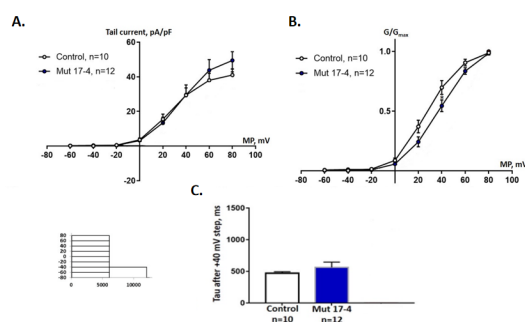 A.
Tail current, pA/pF
Control, n=10
Mut 17-4, n=12
60
40
20
-20
-80 -60 -40 -20 0 20 40 60 80 100
MP, mV
B.
G/Gmax
Control, n=10
Mut 17-4, n=12
1.0
0.5
-80 -60 -40 -20 0 20 40 60 80 100
MP, mV
80
60
40
20
0
-20
-40
-60
-80
0 5000 10000
C.
Tau after +40 mV step, ms
1500
1000
500
0
Control
n=10
Mut 17-4
n=12